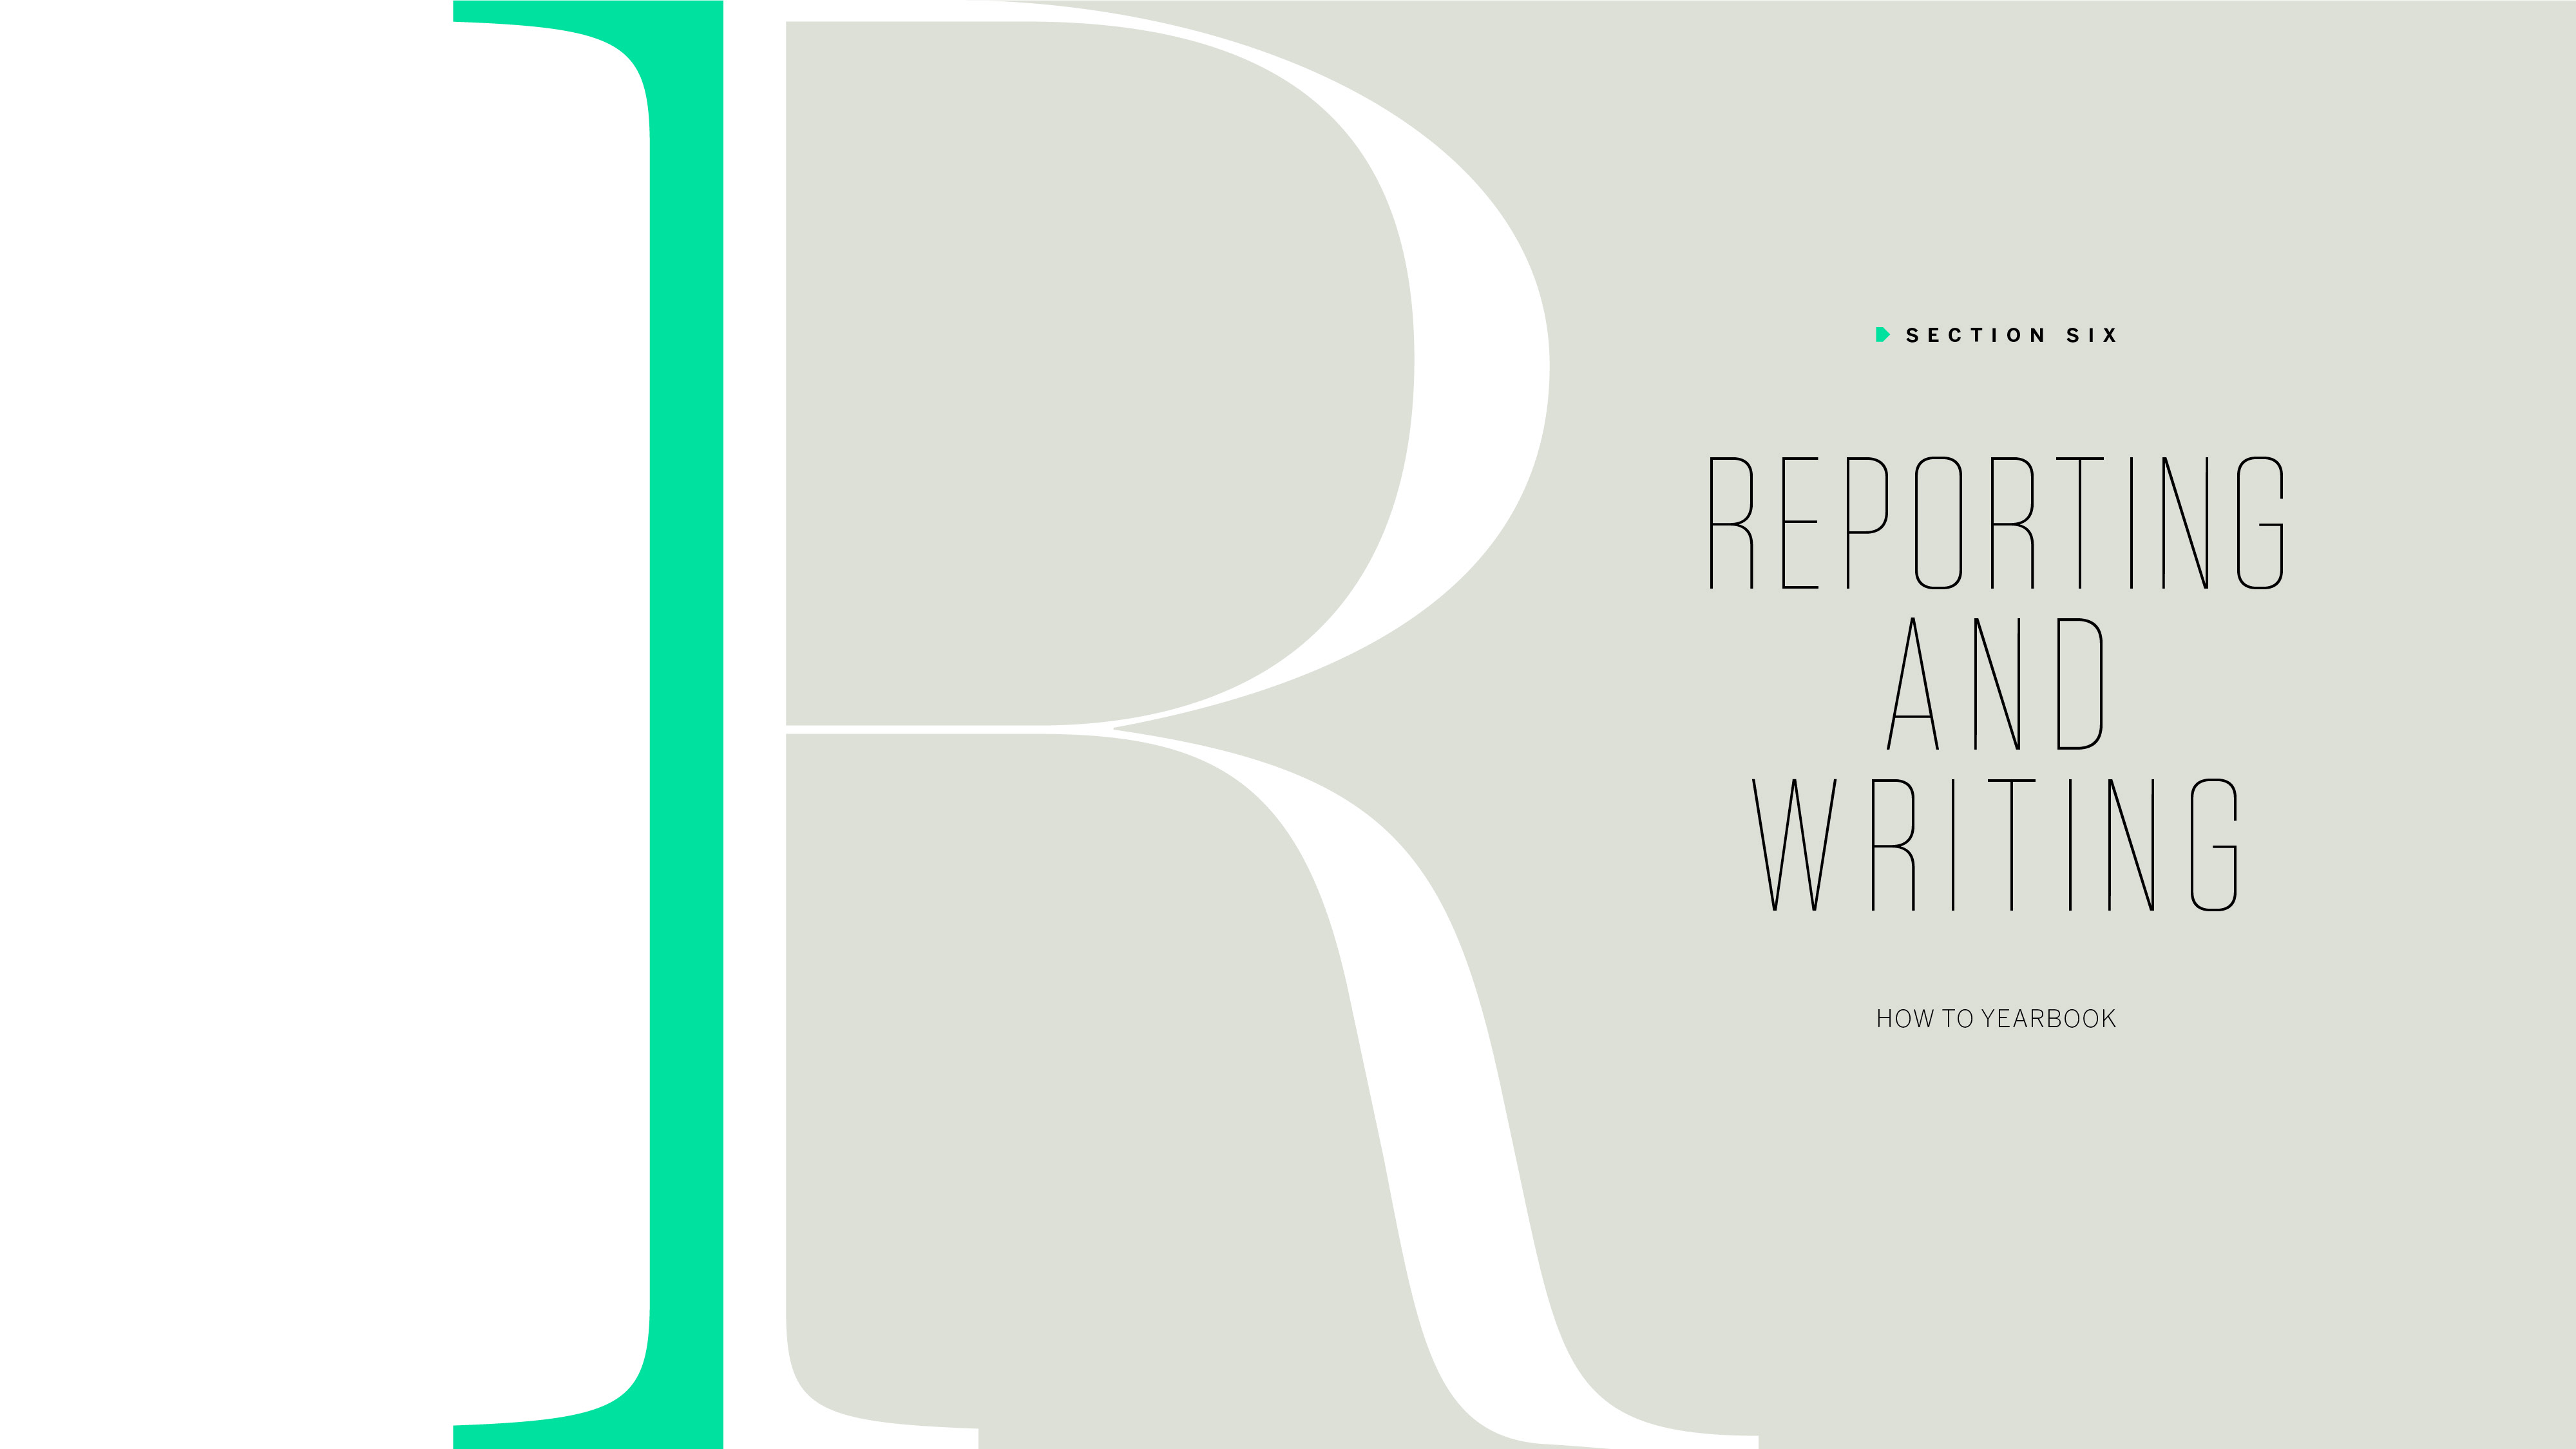 R
SECTION SIX
REPORTING
AND
WRITING
HOW TO YEARBOOK